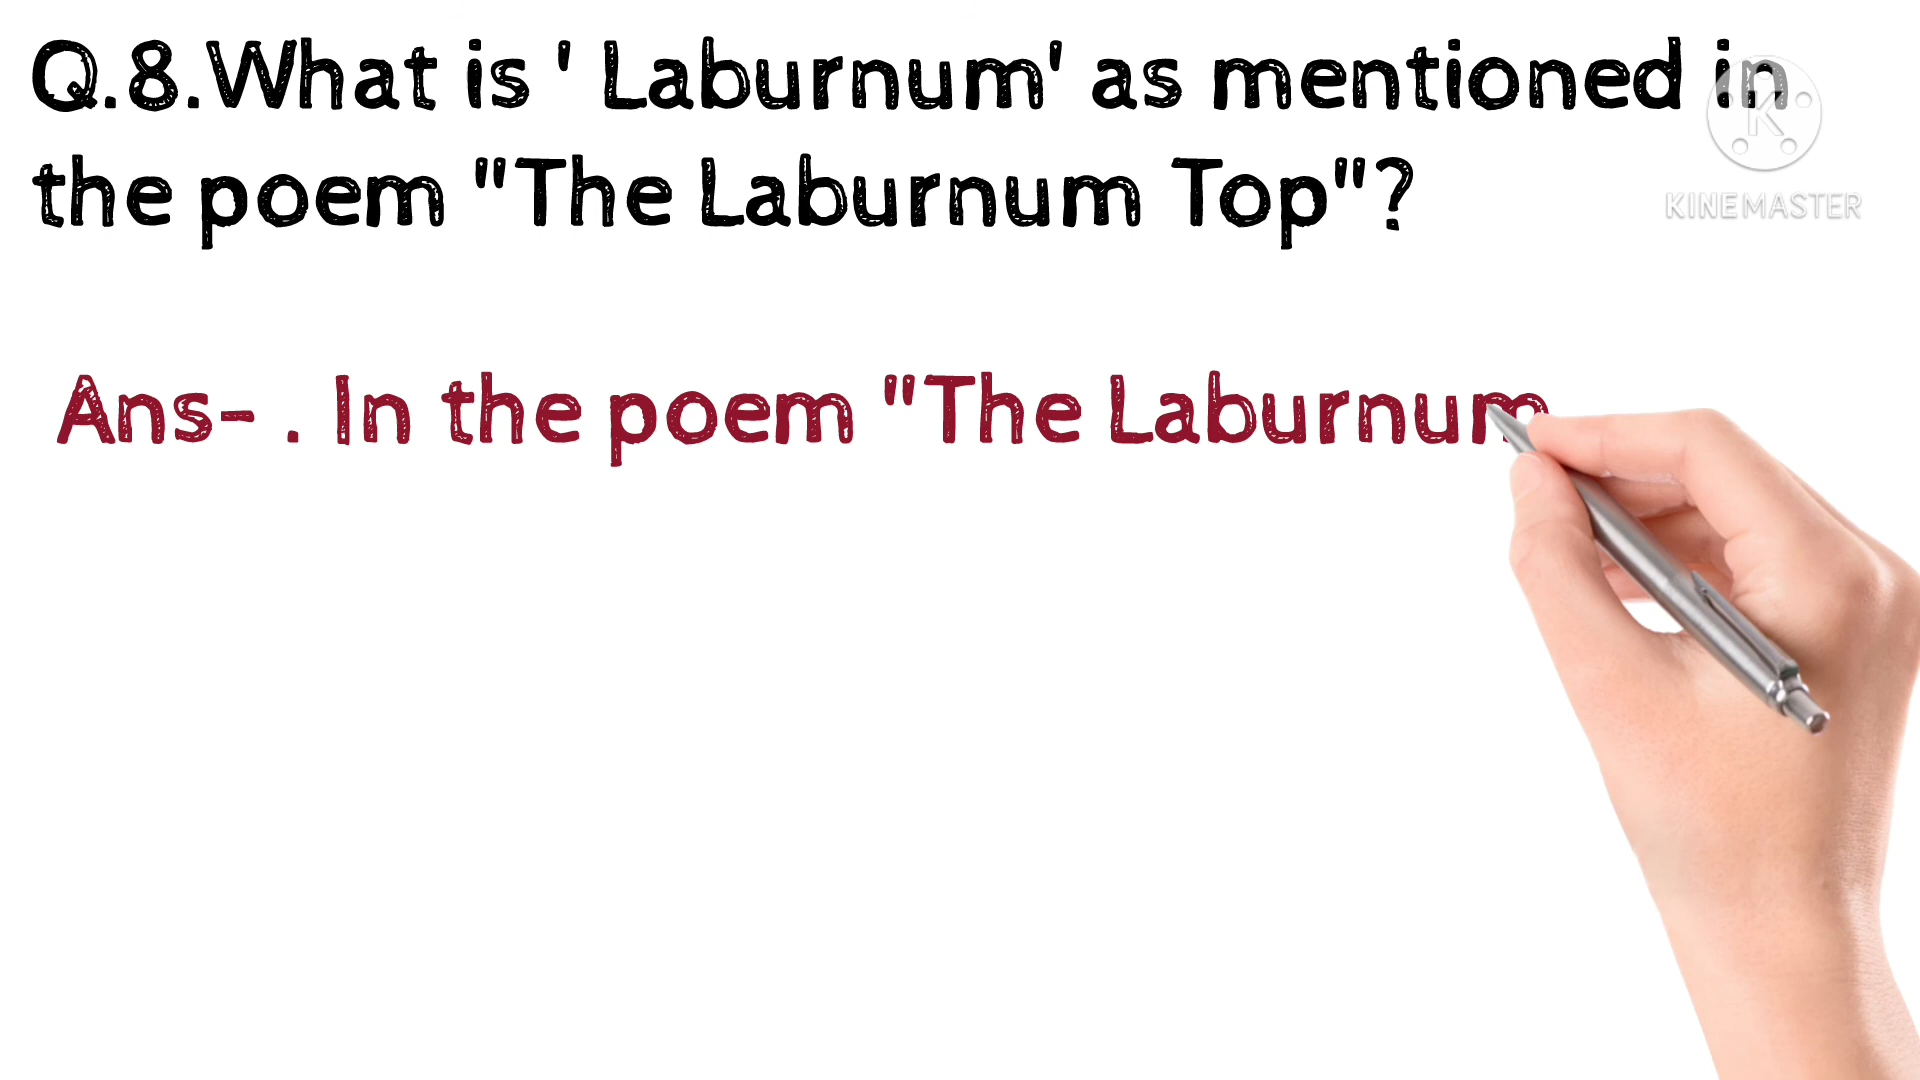 Q.8.What is ' Laburnum' as mentioned in
the poem "The Laburnum Top"?
KINEMASTER
Ans- . In the poem "The Laburnum